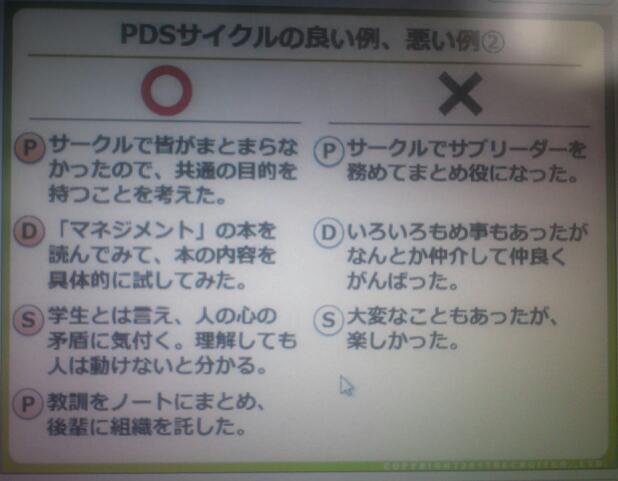 PDSサイクルの良い例、悪い例②
P サークルで皆がまとまらな
かったので、共通の目的を
持つことを考えた。
D 「マネジメント」の本を
読んでみて、本の内容を
具体的に試してみた。
S 学生とは言え、人の心の
矛盾に気付く。理解しても
人は動けないと分かる。
P 教訓をノートにまとめ、
後輩に組織を託した。
P サークルでサブリーダーを
務めてまとめ役になった。
D いろいろもめ事もあったが
なんとか仲介して仲良く
がんばった。
S 大変なこともあったが、
楽しかった。